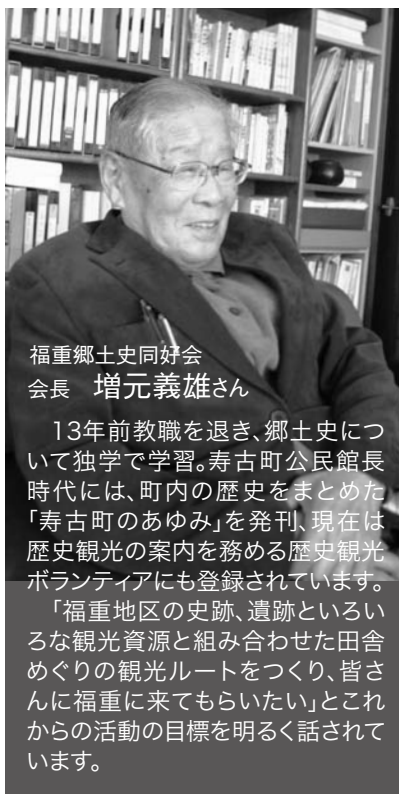 福重郷土史同好会
会長　増元義雄さん
　13年前教職を退き、郷土史につ
いて独学で学習。寿古町公民館長
時代には、町内の歴史をまとめた
「寿古町のあゆみ」を発刊、現在は
歴史観光の案内を務める歴史観光
ボランティアにも登録されています。
　「福重地区の史跡、遺跡といろい
ろな観光資源と組み合わせた田舎
めぐりの観光ルートをつくり、皆さ
んに福重に来てもらいたい」とこれ
からの活動の目標を明るく話されて
います。